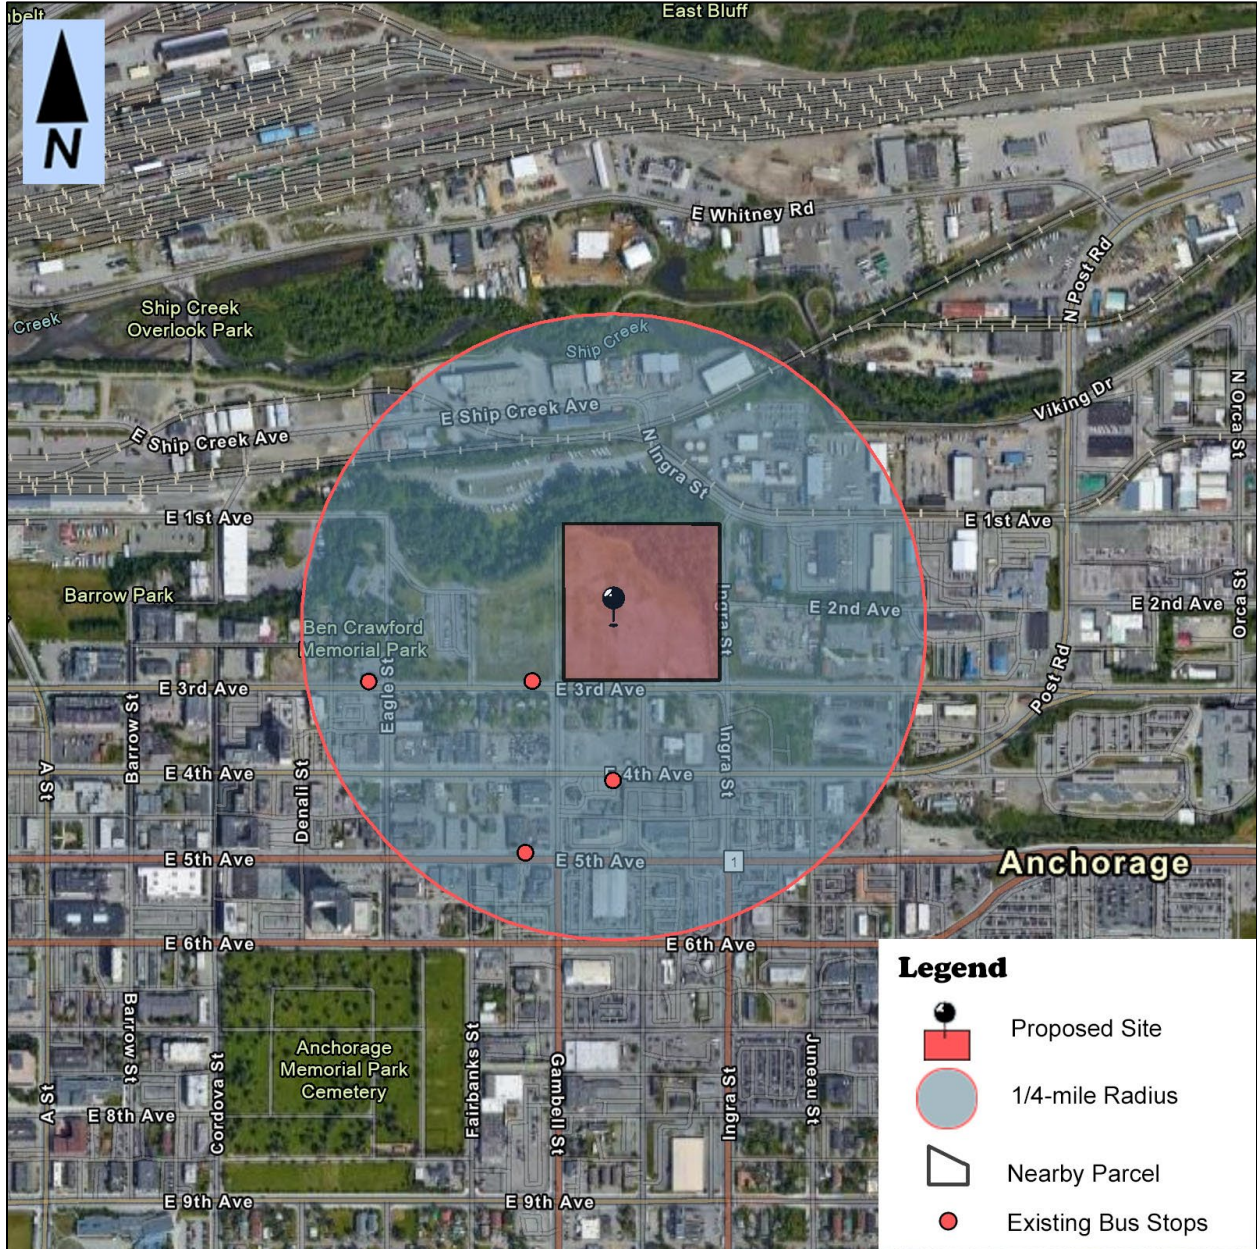 nbelt
East Bluff
N
E Whitney Rd
N Post Rd
Ship Creek
Overlook Park
Creek
Ship Creek
E Ship Creek Ave
E Ship Creek Ave
Viking Dr
N Orca St
N Ingra St
E 1st Ave
E 1st Ave
Barrow Park
Ingra St
E 2nd Ave
E 2nd Ave
Orca St
Ben Crawford
Memorial Park
Eagle St
E 3rd Ave
E 3rd Ave
Post Rd
Barrow St
A St
E 4th Ave
E 4th Ave
Ingra St
Denali St
E 5th Ave
E 5th Ave
1
Anchorage
E 6th Ave
E 6th Ave
Barrow St
Anchorage
Memorial Park
Cemetery
Fairbanks St
Gambell St
Ingra St
Juneau St
A St
E 8th Ave
Cordova St
E 9th Ave
E 9th Ave
Legend
Proposed Site
1/4-mile Radius
Nearby Parcel
Existing Bus Stops